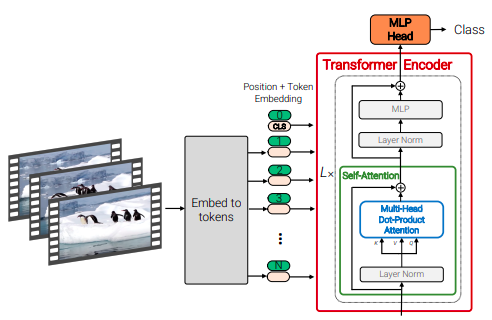 MLP
Head
Class
Transformer Encoder
Position + Token
Embedding
0
CLS
1
2
3
N
Embed to
tokens
L×
MLP
Layer Norm
Self-Attention
Multi-Head
Dot-Product
Attention
K V Q
Layer Norm